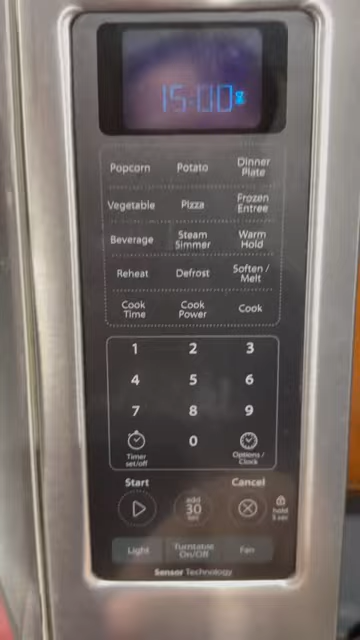 15:00
Popcorn Potato Dinner Plate
Vegetable Pizza Frozen Entree
Beverage Steam Simmer Warm Hold
Reheat Defrost Soften / Melt
Cook Time Cook Power Cook
1 2 3
4 5 6
7 8 9
0
Timer set/off Options / Clock
Start Cancel
add 30 sec
hold 3 sec
Light Turntable On/Off Fan
Sensor Technology